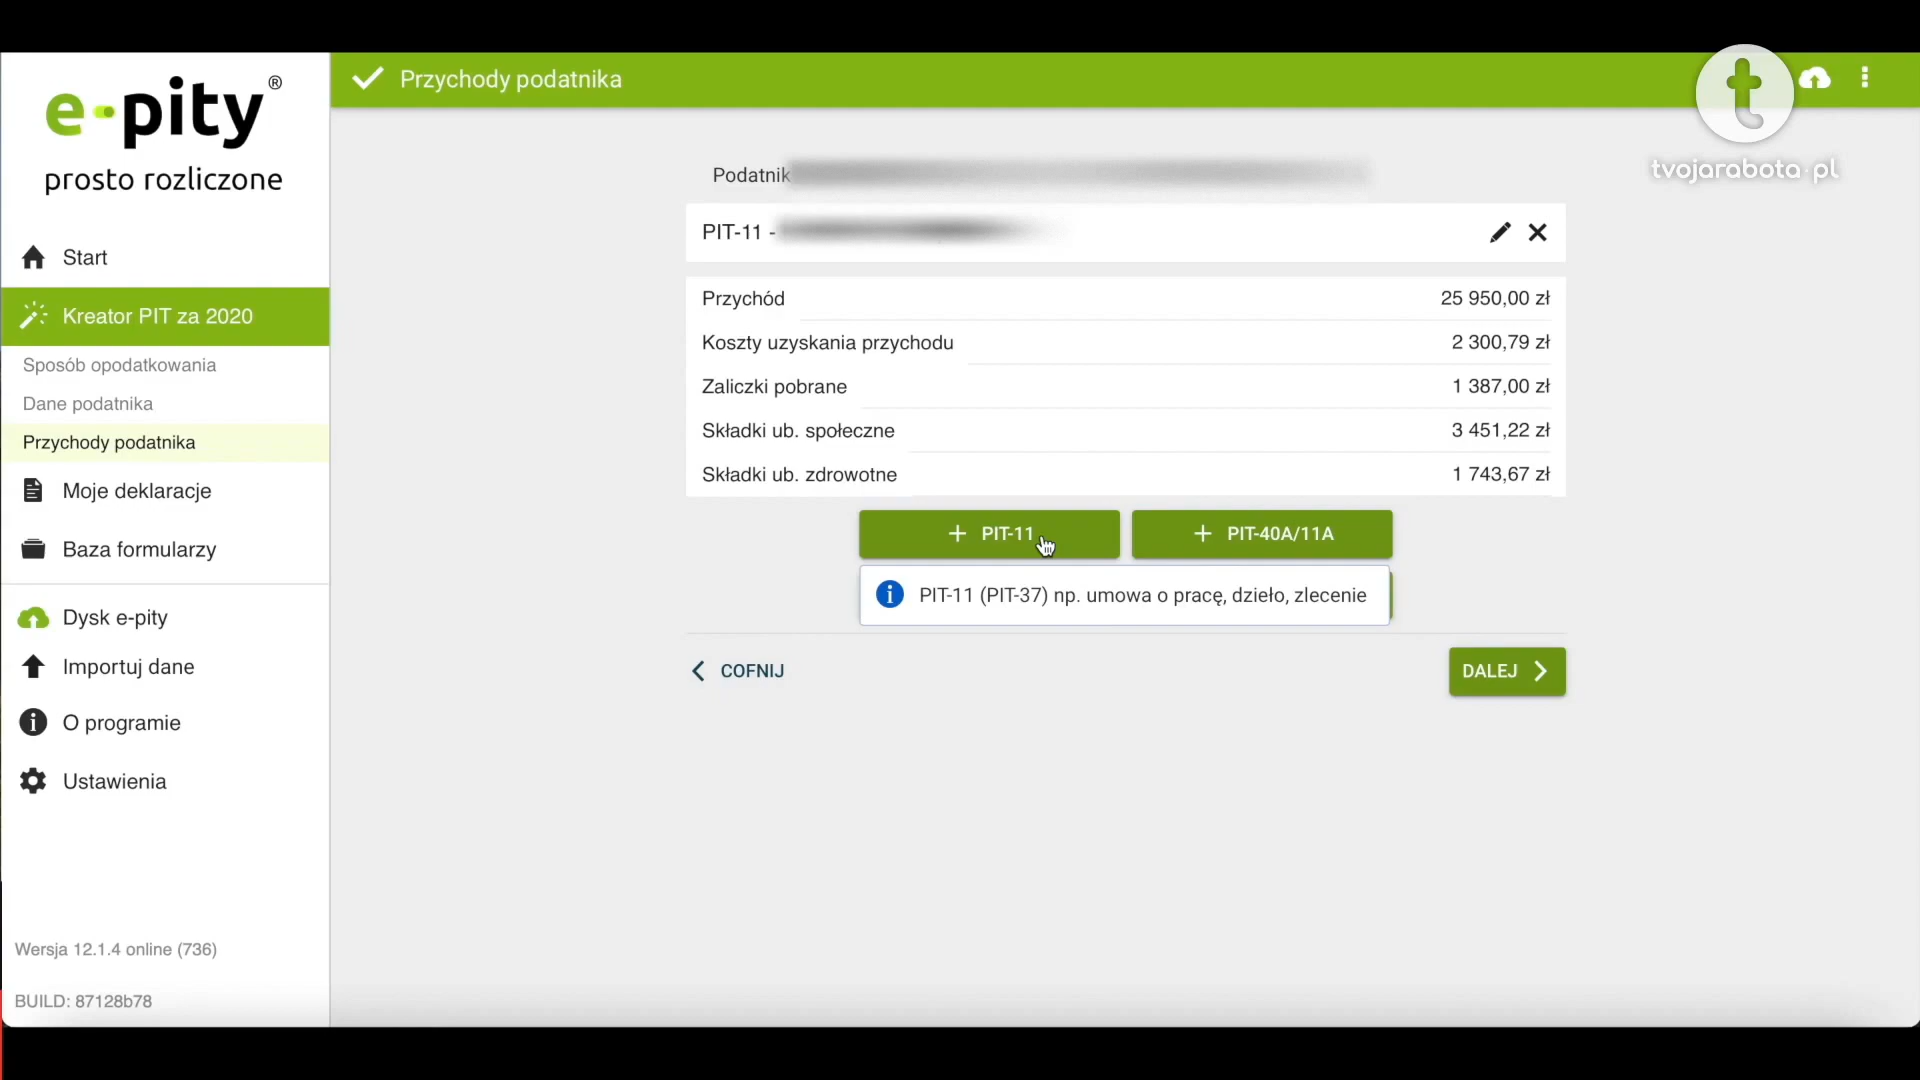 e-pity®
prosto rozliczone
Start
Kreator PIT za 2020
Sposób opodatkowania
Dane podatnika
Przychody podatnika
Moje deklaracje
Baza formularzy
Dysk e-pity
Importuj dane
O programie
Ustawienia
Wersja 12.1.4 online (736)
BUILD: 87128b78
Przychody podatnika
t
tvojarabota.pl
Podatnik
PIT-11 -
Przychód 25 950,00 zł
Koszty uzyskania przychodu 2 300,79 zł
Zaliczki pobrane 1 387,00 zł
Składki ub. społeczne 3 451,22 zł
Składki ub. zdrowotne 1 743,67 zł
+ PIT-11
+ PIT-40A/11A
PIT-11 (PIT-37) np. umowa o pracę, dzieło, zlecenie
COFNIJ
DALEJ